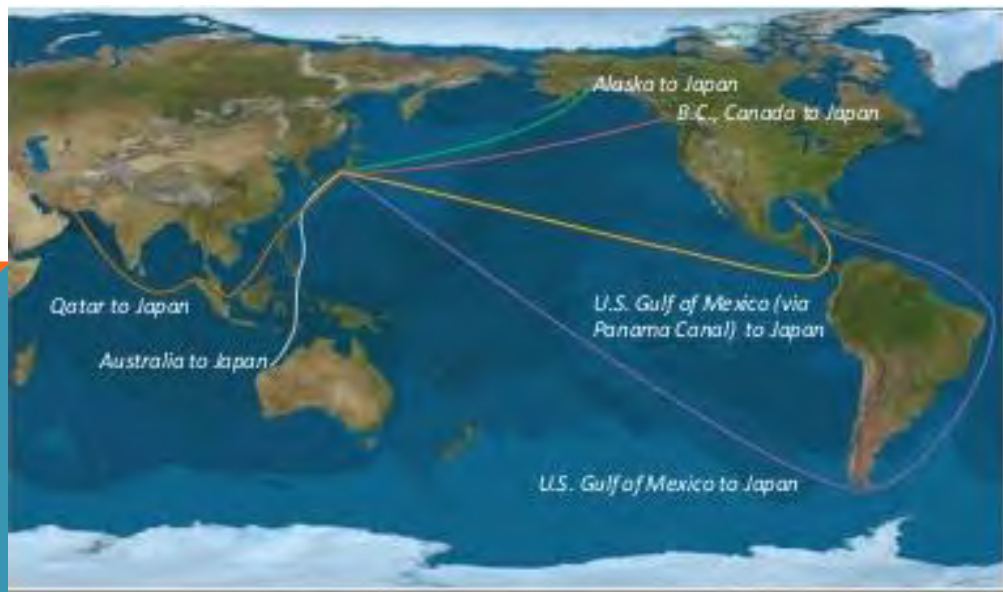 Alaska to Japan
B.C., Canada to Japan
Qatar to Japan
U.S. Gulf of Mexico (via
Panama Canal) to Japan
Australia to Japan
U.S. Gulf of Mexico to Japan